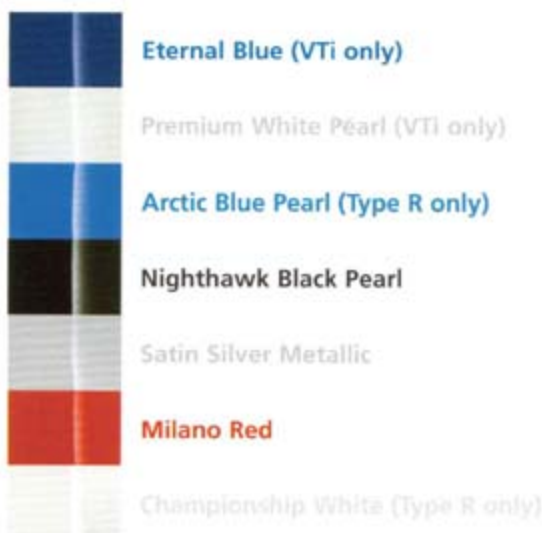 Eternal Blue (VTi only)
Premium White Pearl (VTi only)
Arctic Blue Pearl (Type R only)
Nighthawk Black Pearl
Satin Silver Metallic
Milano Red
Championship White (Type R only)